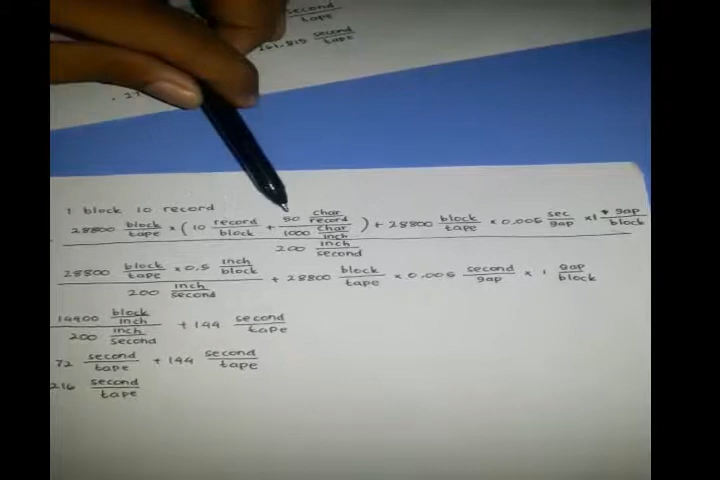 second
tape
161,815 second
tape
27
1 block 10 record
28800 block/tape × ( 10 record/block + 50 char/record / 1000 char/inch ) + 28800 block/tape × 0.005 sec/gap × 1 gap/block
200 inch/second
28800 block/tape × 0.5 inch/block / 200 inch/second + 28800 block/tape × 0.005 second/gap × 1 gap/block
14400 block/inch / 200 inch/second + 144 second/tape
72 second/tape + 144 second/tape
216 second/tape